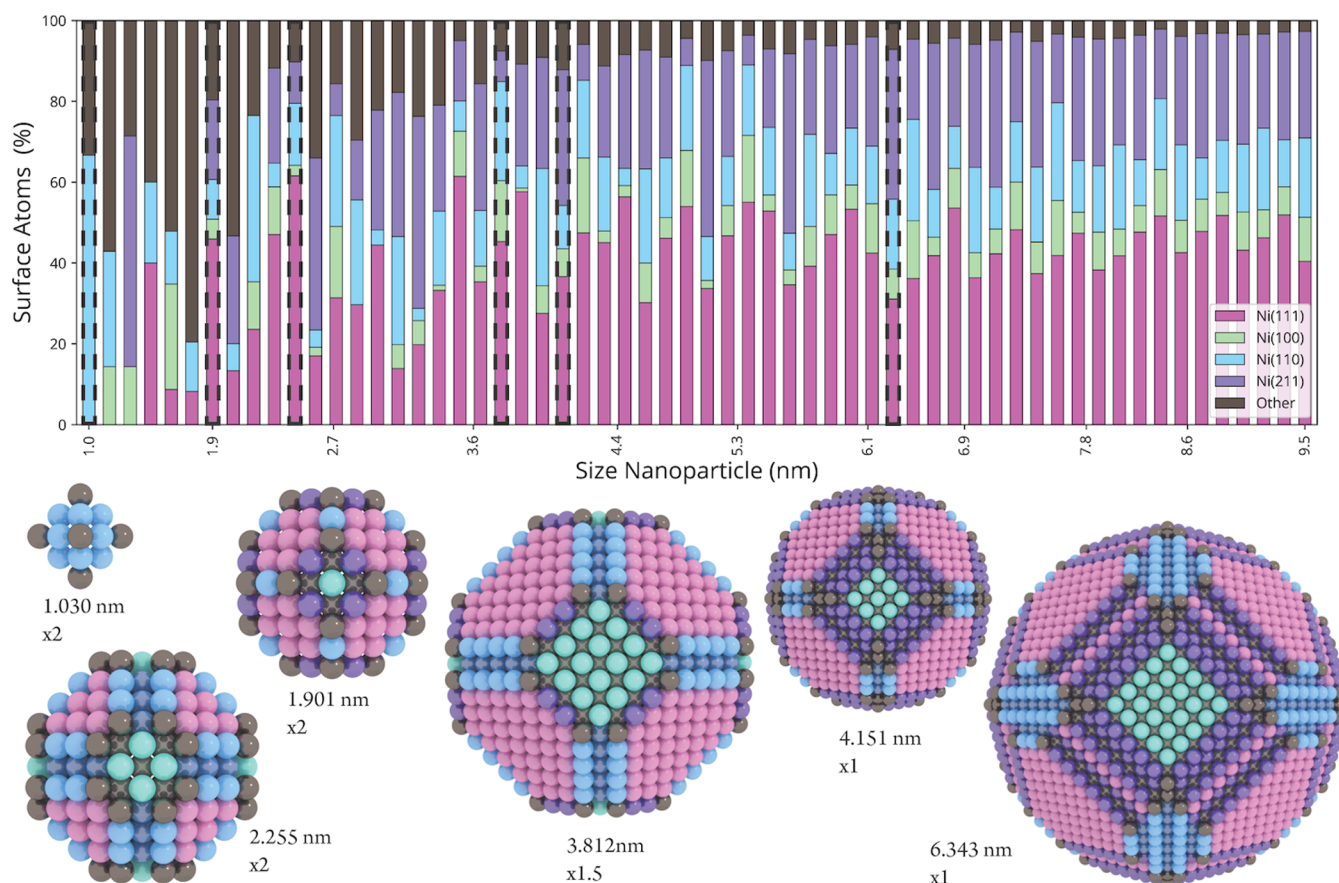 100
80
60
40
20
0
Surface Atoms (%)
Ni(111)
Ni(100)
Ni(110)
Ni(211)
Other
1.0
1.9
2.7
3.6
4.4
5.3
6.1
6.9
7.8
8.6
9.5
Size Nanoparticle (nm)
1.030 nm
x2
1.901 nm
x2
2.255 nm
x2
3.812nm
x1.5
4.151 nm
x1
6.343 nm
x1